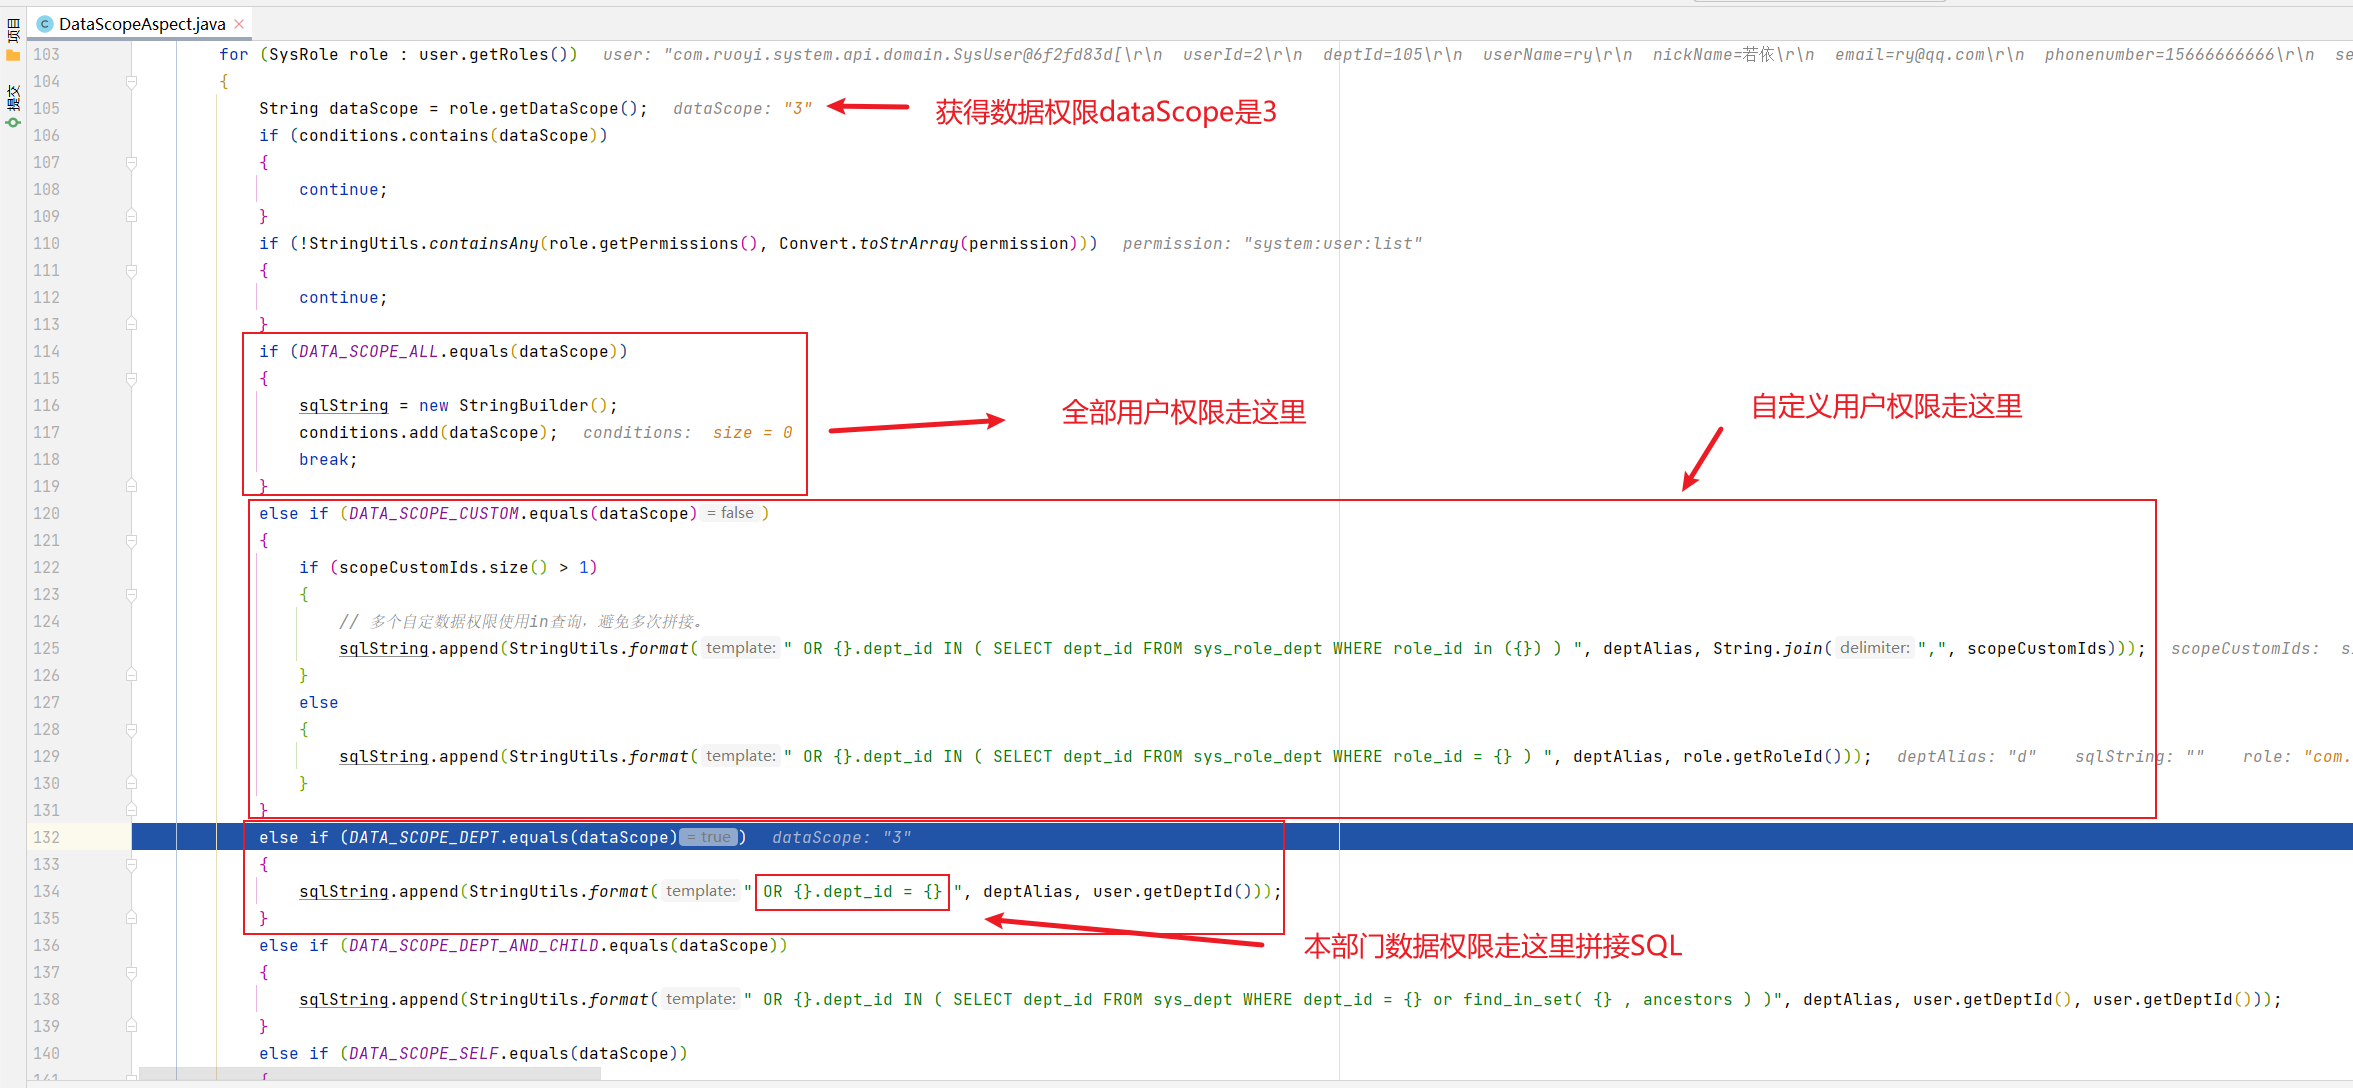 DataScopeAspect.java
项目
提交
103 for (SysRole role : user.getRoles()) user: "com.ruoyi.system.api.domain.SysUser@6f2fd83d[\r\n userId=2\r\n deptId=105\r\n userName=ry\r\n nickName=若依\r\n email=ry@qq.com\r\n phonenumber=15666666666\r\n se
104 {
105 String dataScope = role.getDataScope(); dataScope: "3"
获得数据权限dataScope是3
106 if (conditions.contains(dataScope))
107 {
108 continue;
109 }
110 if (!StringUtils.containsAny(role.getPermissions(), Convert.toStrArray(permission))) permission: "system:user:list"
111 {
112 continue;
113 }
114 if (DATA_SCOPE_ALL.equals(dataScope))
115 {
116 sqlString = new StringBuilder();
全部用户权限走这里
自定义用户权限走这里
117 conditions.add(dataScope); conditions: size = 0
118 break;
119 }
120 else if (DATA_SCOPE_CUSTOM.equals(dataScope) = false )
121 {
122 if (scopeCustomIds.size() > 1)
123 {
124 // 多个自定数据权限使用in查询，避免多次拼接。
125 sqlString.append(StringUtils.format( template: " OR {}.dept_id IN ( SELECT dept_id FROM sys_role_dept WHERE role_id in ({}) ) ", deptAlias, String.join( delimiter: ",", scopeCustomIds))); scopeCustomIds: si
126 }
127 else
128 {
129 sqlString.append(StringUtils.format( template: " OR {}.dept_id IN ( SELECT dept_id FROM sys_role_dept WHERE role_id = {} ) ", deptAlias, role.getRoleId())); deptAlias: "d" sqlString: "" role: "com.
130 }
131 }
132 else if (DATA_SCOPE_DEPT.equals(dataScope) = true ) dataScope: "3"
133 {
134 sqlString.append(StringUtils.format( template: " OR {}.dept_id = {} ", deptAlias, user.getDeptId()));
135 }
136 else if (DATA_SCOPE_DEPT_AND_CHILD.equals(dataScope))
本部门数据权限走这里拼接SQL
137 {
138 sqlString.append(StringUtils.format( template: " OR {}.dept_id IN ( SELECT dept_id FROM sys_dept WHERE dept_id = {} or find_in_set( {} , ancestors ) )", deptAlias, user.getDeptId(), user.getDeptId()));
139 }
140 else if (DATA_SCOPE_SELF.equals(dataScope))
141 {